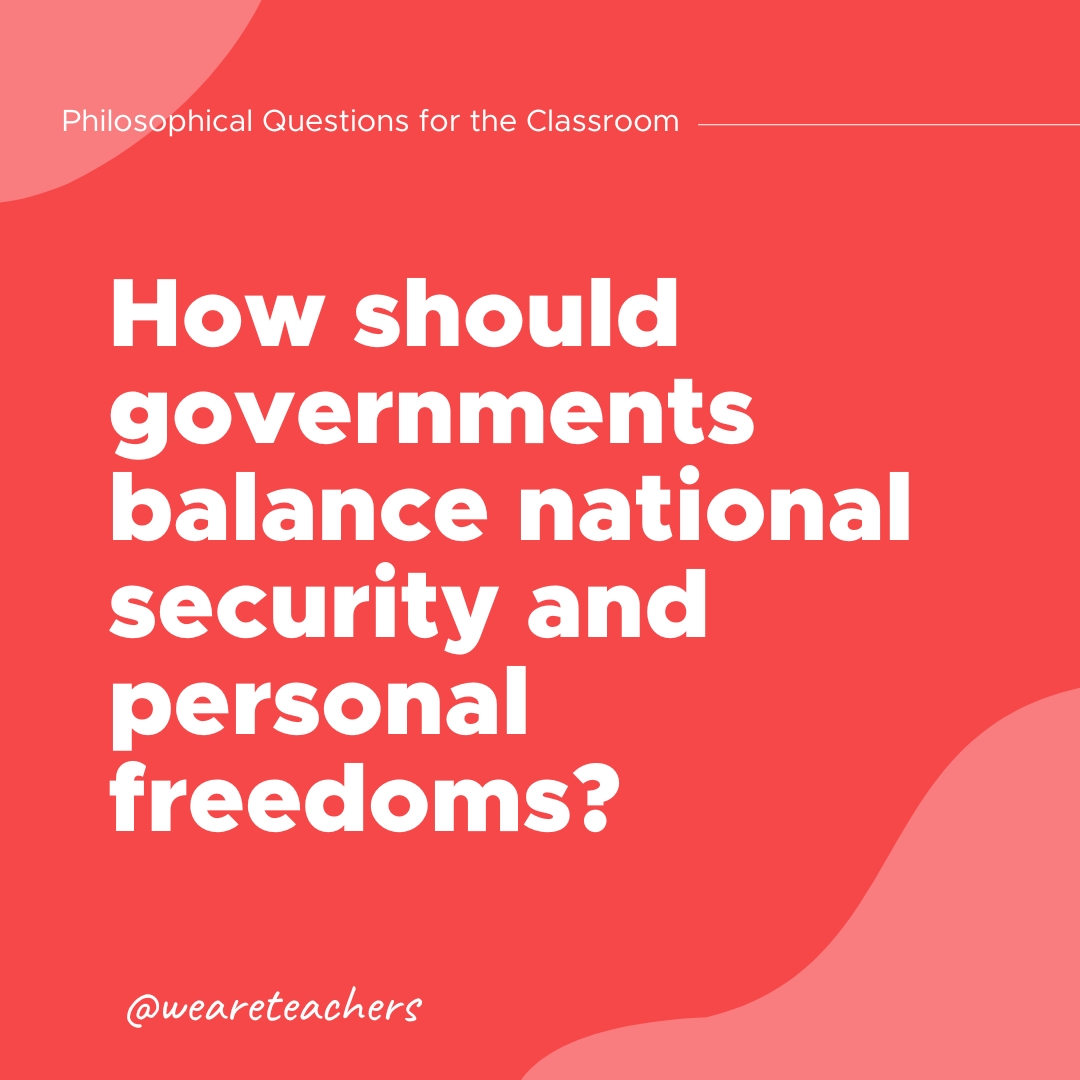 Philosophical Questions for the Classroom
How should
governments
balance national
security and
personal
freedoms?
@weareteachers